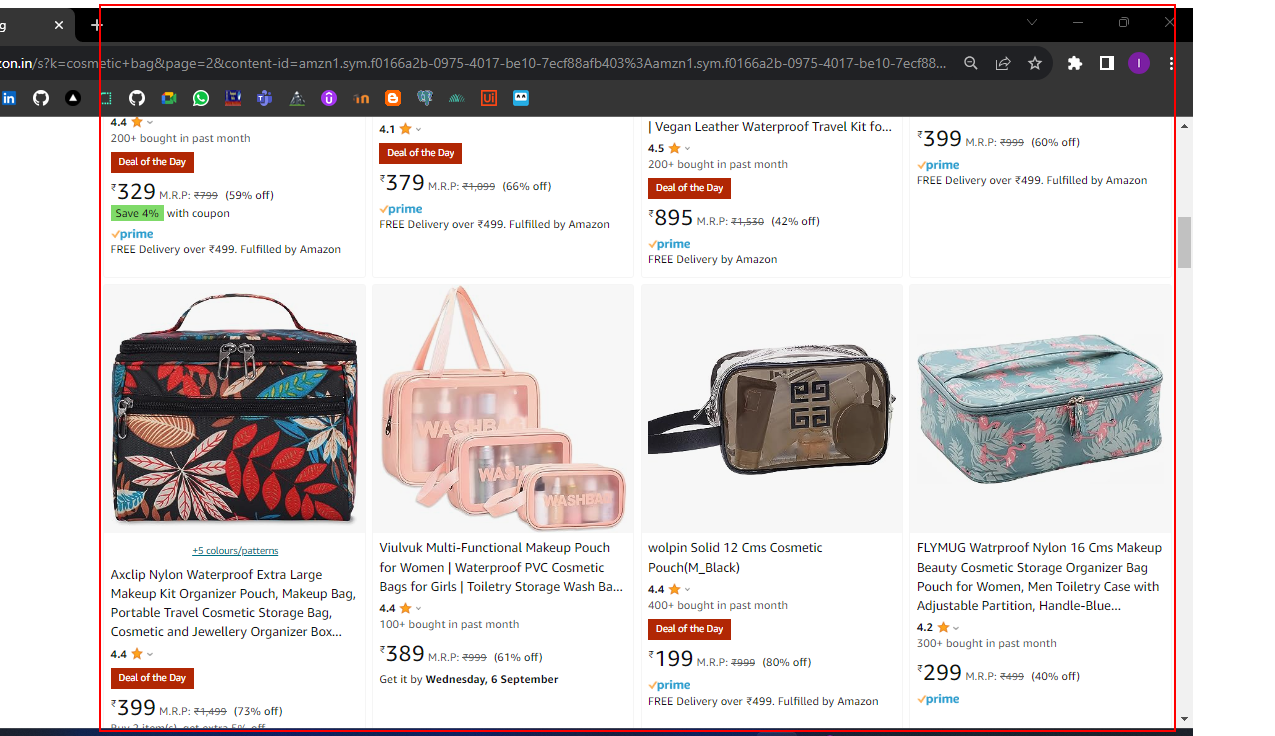 g
zon.in/s?k=cosmetic+bag&page=2&content-id=amzn1.sym.f0166a2b-0975-4017-be10-7ecf88afb403%3Aamzn1.sym.f0166a2b-0975-4017-be10-7ecf88...
I
4.4
200+ bought in past month
Deal of the Day
₹329 M.R.P: ₹799 (59% off)
Save 4% with coupon
prime
FREE Delivery over ₹499. Fulfilled by Amazon
4.1
Deal of the Day
₹379 M.R.P: ₹1,099 (66% off)
prime
FREE Delivery over ₹499. Fulfilled by Amazon
| Vegan Leather Waterproof Travel Kit fo...
4.5
200+ bought in past month
Deal of the Day
₹895 M.R.P: ₹1,530 (42% off)
prime
FREE Delivery by Amazon
₹399 M.R.P: ₹999 (60% off)
prime
FREE Delivery over ₹499. Fulfilled by Amazon
+5 colours/patterns
Axclip Nylon Waterproof Extra Large
Makeup Kit Organizer Pouch, Makeup Bag,
Portable Travel Cosmetic Storage Bag,
Cosmetic and Jewellery Organizer Box...
4.4
Deal of the Day
₹399 M.R.P: ₹1,499 (73% off)
Buy 2 item(s), get extra 5% off
WASHBAG
WASH
WASHBAG
Viulvuk Multi-Functional Makeup Pouch
for Women | Waterproof PVC Cosmetic
Bags for Girls | Toiletry Storage Wash Ba...
4.4
100+ bought in past month
₹389 M.R.P: ₹999 (61% off)
Get it by Wednesday, 6 September
wolpin Solid 12 Cms Cosmetic
Pouch(M_Black)
4.4
400+ bought in past month
Deal of the Day
₹199 M.R.P: ₹999 (80% off)
prime
FREE Delivery over ₹499. Fulfilled by Amazon
FLYMUG Watrproof Nylon 16 Cms Makeup
Beauty Cosmetic Storage Organizer Bag
Pouch for Women, Men Toiletry Case with
Adjustable Partition, Handle-Blue...
4.2
300+ bought in past month
₹299 M.R.P: ₹499 (40% off)
prime